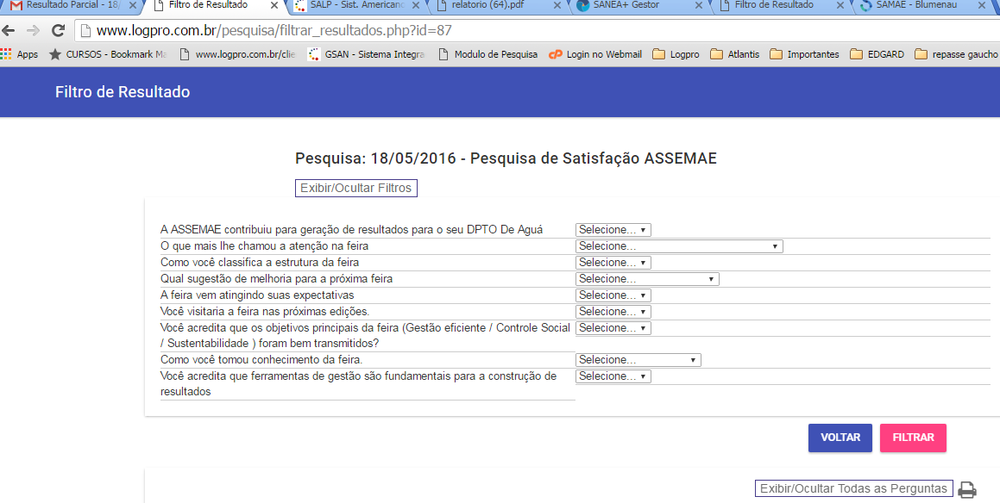 Resultado Parcial - 18/
Filtro de Resultado
SALP - Sist. American
relatorio (64).pdf
SANEA+ Gestor
Filtro de Resultado
SAMAE - Blumenau
www.logpro.com.br/pesquisa/filtrar_resultados.php?id=87
Apps
CURSOS - Bookmark Ma
www.logpro.com.br/clie
GSAN - Sistema Integra
Modulo de Pesquisa
Login no Webmail
Logpro
Atlantis
Importantes
EDGARD
repasse gaucho
Filtro de Resultado
Pesquisa: 18/05/2016 - Pesquisa de Satisfação ASSEMAE
Exibir/Ocultar Filtros
A ASSEMAE contribuiu para geração de resultados para o seu DPTO De Aguá Selecione...
O que mais lhe chamou a atenção na feira Selecione...
Como você classifica a estrutura da feira Selecione...
Qual sugestão de melhoria para a próxima feira Selecione...
A feira vem atingindo suas expectativas Selecione...
Você visitaria a feira nas próximas edições. Selecione...
Você acredita que os objetivos principais da feira (Gestão eficiente / Controle Social Selecione...
/ Sustentabilidade ) foram bem transmitidos?
Como você tomou conhecimento da feira. Selecione...
Você acredita que ferramentas de gestão são fundamentais para a construção de Selecione...
resultados
VOLTAR FILTRAR
Exibir/Ocultar Todas as Perguntas